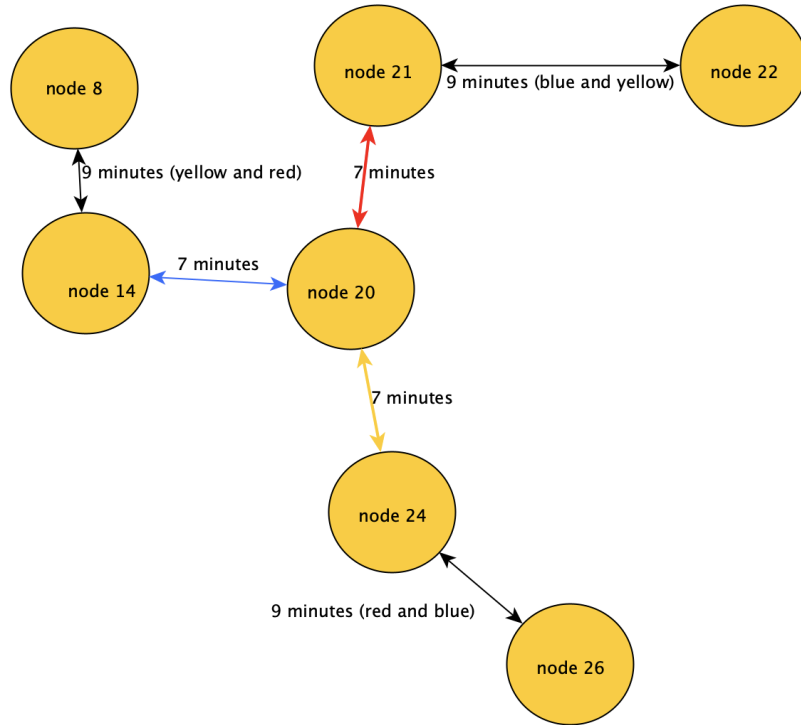 node 21
node 22
node 8
9 minutes (blue and yellow)
9 minutes (yellow and red)
7 minutes
7 minutes
node 14
node 20
7 minutes
node 24
9 minutes (red and blue)
node 26